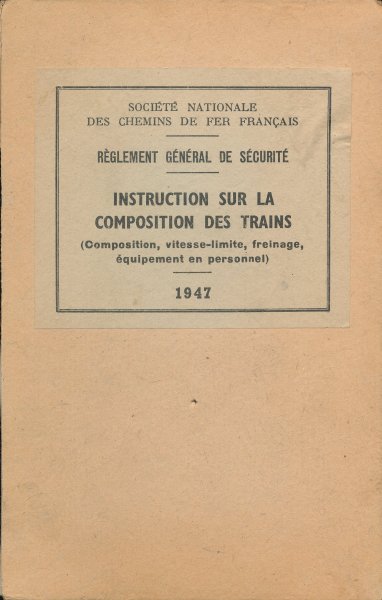 SOCIÉTÉ NATIONALE
DES CHEMINS DE FER FRANÇAIS
RÈGLEMENT GÉNÉRAL DE SÉCURITÉ
INSTRUCTION SUR LA
COMPOSITION DES TRAINS
(Composition, vitesse-limite, freinage,
équipement en personnel)
1947